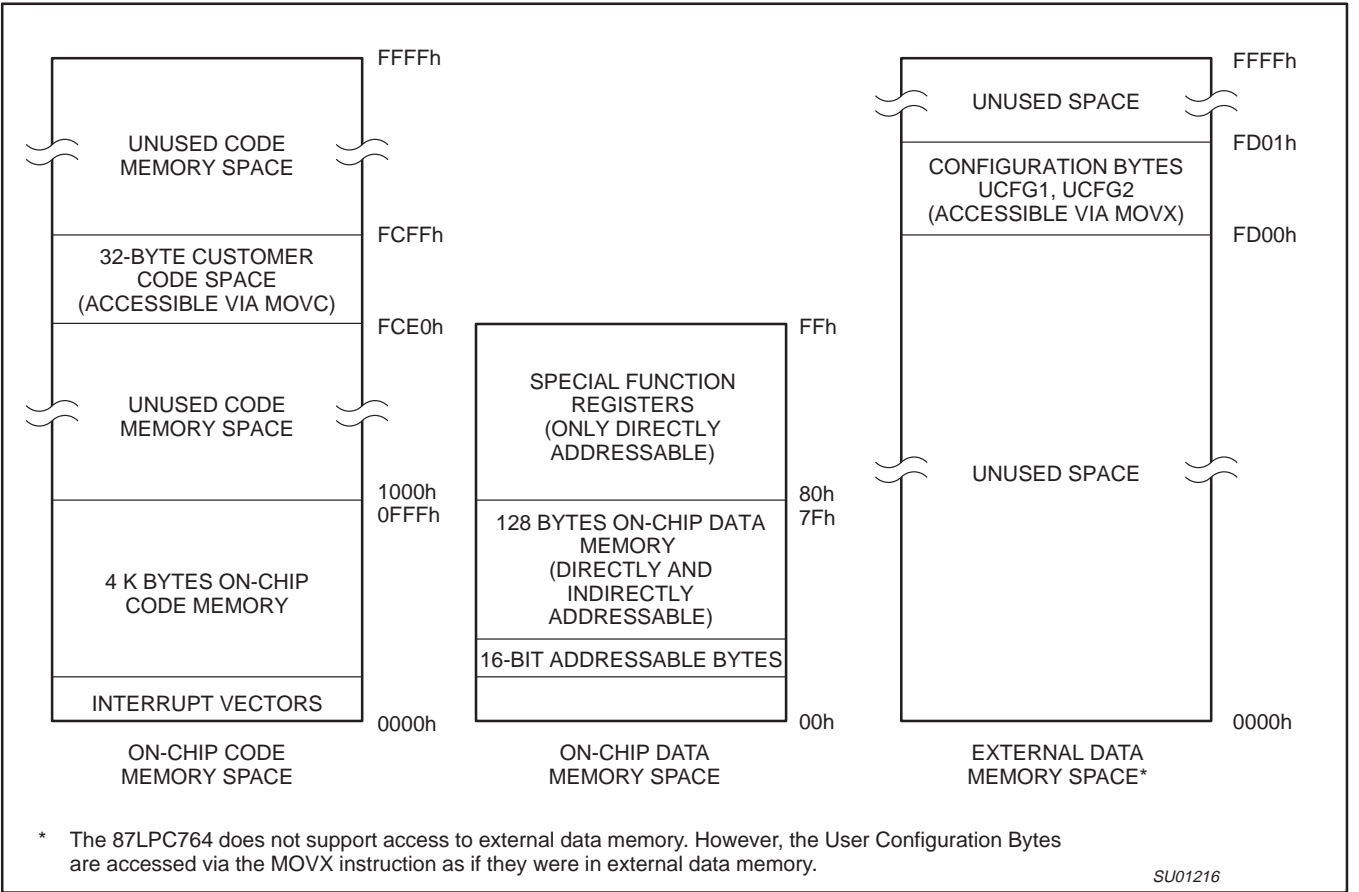 FFFFh
UNUSED CODE
MEMORY SPACE
FCFFh
32-BYTE CUSTOMER
CODE SPACE
(ACCESSIBLE VIA MOVC)
FCE0h
UNUSED CODE
MEMORY SPACE
1000h
0FFFh
4 K BYTES ON-CHIP
CODE MEMORY
INTERRUPT VECTORS
0000h
ON-CHIP CODE
MEMORY SPACE
FFh
SPECIAL FUNCTION
REGISTERS
(ONLY DIRECTLY
ADDRESSABLE)
80h
7Fh
128 BYTES ON-CHIP DATA
MEMORY
(DIRECTLY AND
INDIRECTLY
ADDRESSABLE)
16-BIT ADDRESSABLE BYTES
00h
ON-CHIP DATA
MEMORY SPACE
FFFFh
UNUSED SPACE
FD01h
CONFIGURATION BYTES
UCFG1, UCFG2
(ACCESSIBLE VIA MOVX)
FD00h
UNUSED SPACE
0000h
EXTERNAL DATA
MEMORY SPACE*
* The 87LPC764 does not support access to external data memory. However, the User Configuration Bytes
are accessed via the MOVX instruction as if they were in external data memory.
SU01216